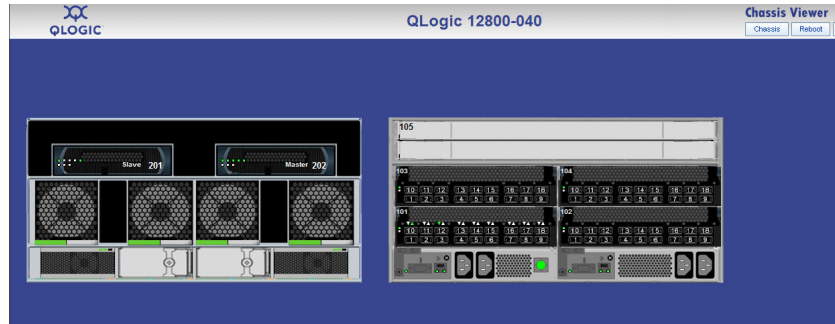 QLOGIC
QLogic 12800-040
Chassis Viewer
Chassis Reboot
Slave 201
Master 202
105
103
10 11 12 13 14 15 16 17 18
1 2 3 4 5 6 7 8 9
104
10 11 12 13 14 15 16 17 18
1 2 3 4 5 6 7 8 9
101
10 11 12 13 14 15 16 17 18
1 2 3 4 5 6 7 8 9
102
10 11 12 13 14 15 16 17 18
1 2 3 4 5 6 7 8 9